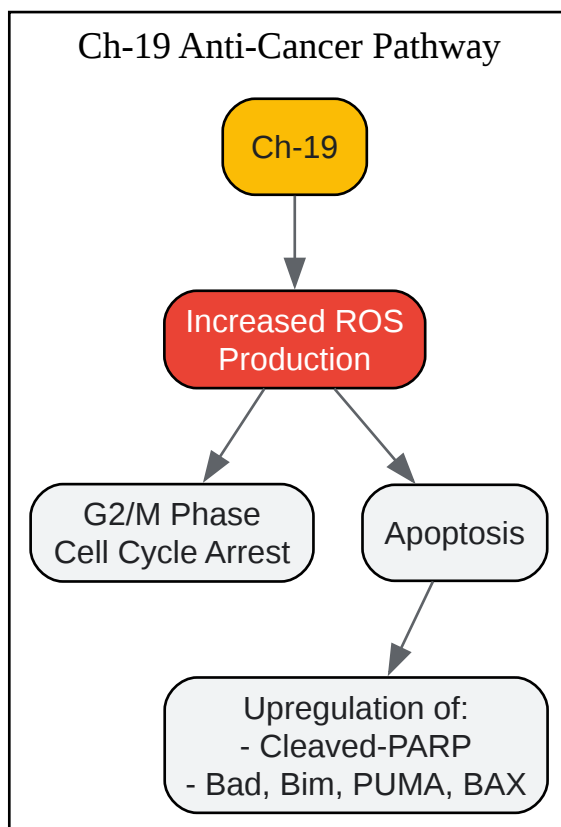 Ch-19 Anti-Cancer Pathway
Ch-19
Increased ROS
Production
G2/M Phase
Cell Cycle Arrest
Apoptosis
Upregulation of:
- Cleaved-PARP
- Bad, Bim, PUMA, BAX